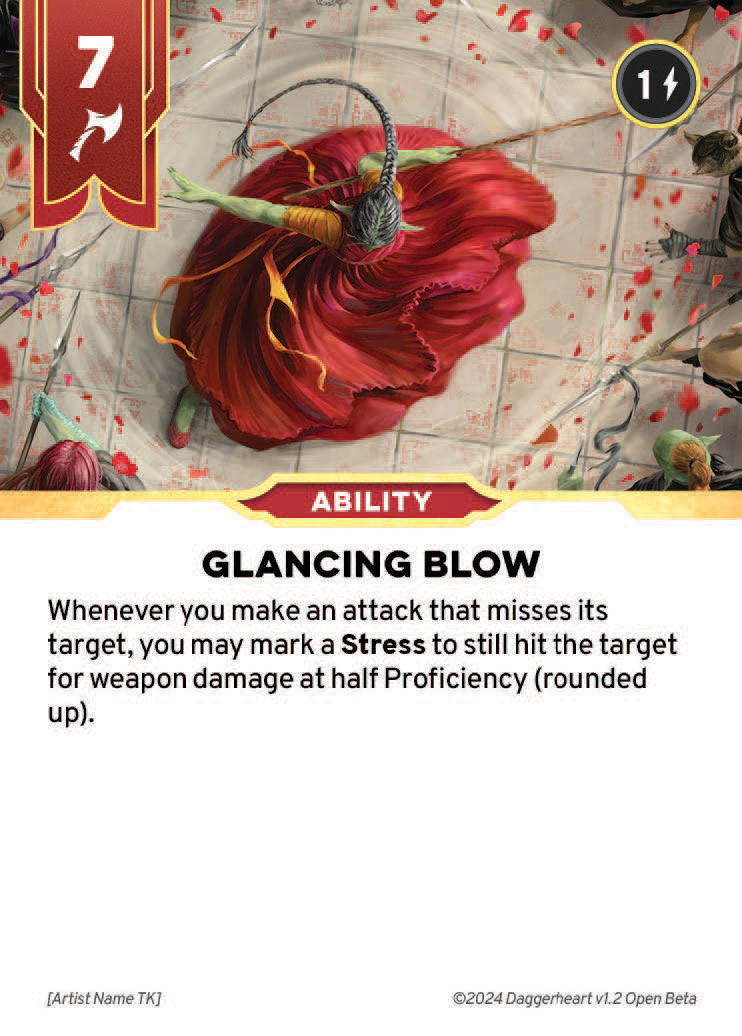 7
1
ABILITY
GLANCING BLOW
Whenever you make an attack that misses its
target, you may mark a Stress to still hit the target
for weapon damage at half Proficiency (rounded
up).
[Artist Name TK]
©2024 Daggerheart v1.2 Open Beta